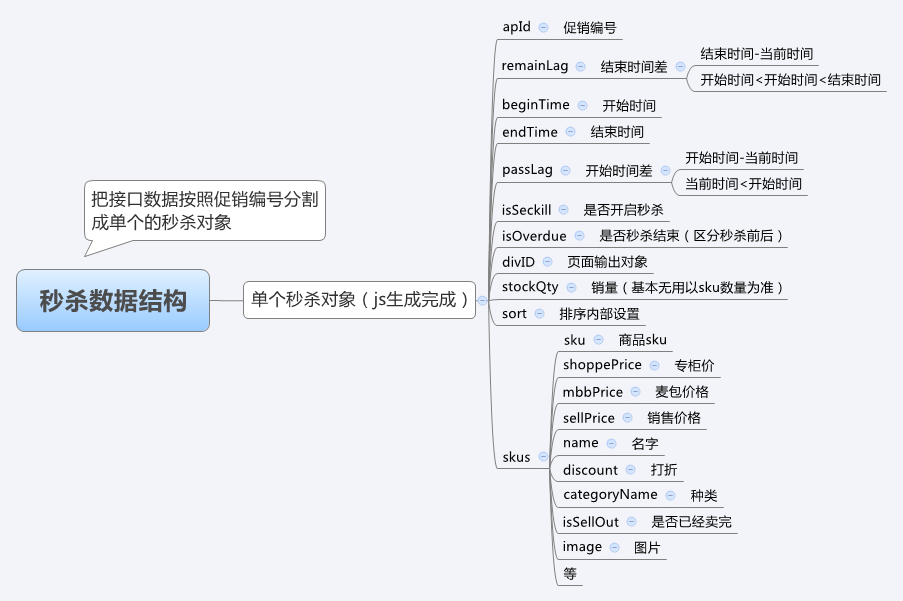 把接口数据按照促销编号分割
成单个的秒杀对象
秒杀数据结构
单个秒杀对象（js生成完成）
apId 促销编号
remainLag 结束时间差
结束时间-当前时间
开始时间<开始时间<结束时间
beginTime 开始时间
endTime 结束时间
passLag 开始时间差
开始时间-当前时间
当前时间<开始时间
isSeckill 是否开启秒杀
isOverdue 是否秒杀结束（区分秒杀前后）
divID 页面输出对象
stockQty 销量（基本无用以sku数量为准）
sort 排序内部设置
skus
sku 商品sku
shoppePrice 专柜价
mbbPrice 麦包价格
sellPrice 销售价格
name 名字
discount 打折
categoryName 种类
isSellOut 是否已经卖完
image 图片
等